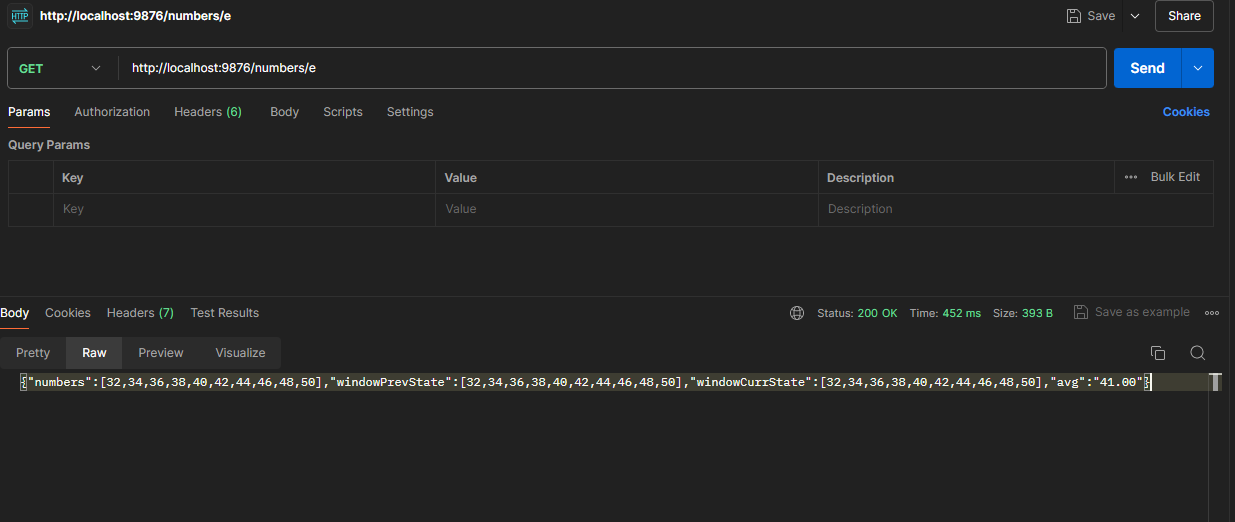 HTTP http://localhost:9876/numbers/e Save Share
GET http://localhost:9876/numbers/e Send
Params Authorization Headers (6) Body Scripts Settings Cookies
Query Params
Key Value Description ••• Bulk Edit
Key Value Description
Body Cookies Headers (7) Test Results Status: 200 OK Time: 452 ms Size: 393 B Save as example •••
Pretty Raw Preview Visualize
{"numbers":[32,34,36,38,40,42,44,46,48,50],"windowPrevState":[32,34,36,38,40,42,44,46,48,50],"windowCurrState":[32,34,36,38,40,42,44,46,48,50],"avg":"41.00"}